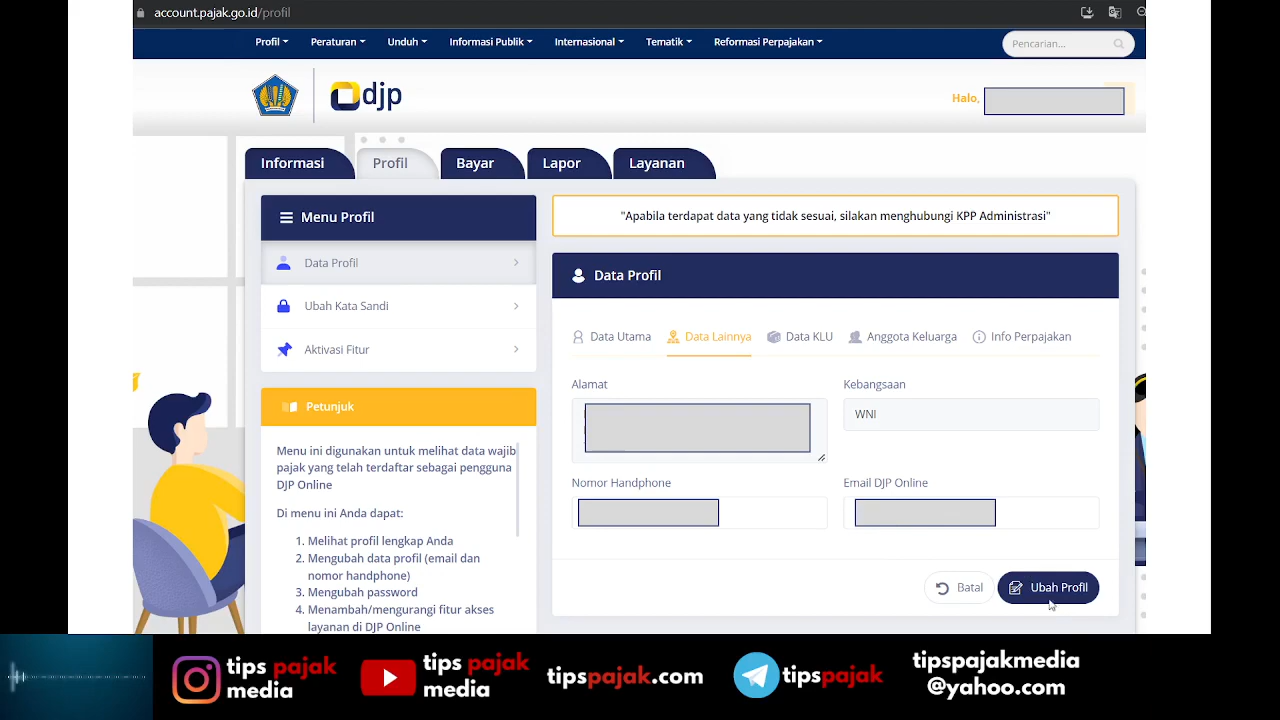 account.pajak.go.id/profil
Profil Peraturan Unduh Informasi Publik Internasional Tematik Reformasi Perpajakan Pencarian...
djp
Halo,
Informasi Profil Bayar Lapor Layanan
Menu Profil
Data Profil
Ubah Kata Sandi
Aktivasi Fitur
Petunjuk
Menu ini digunakan untuk melihat data wajib
pajak yang telah terdaftar sebagai pengguna
DJP Online
Di menu ini Anda dapat:
1. Melihat profil lengkap Anda
2. Mengubah data profil (email dan
nomor handphone)
3. Mengubah password
4. Menambah/mengurangi fitur akses
layanan di DJP Online
"Apabila terdapat data yang tidak sesuai, silakan menghubungi KPP Administrasi"
Data Profil
Data Utama Data Lainnya Data KLU Anggota Keluarga Info Perpajakan
Alamat
Kebangsaan
WNI
Nomor Handphone
Email DJP Online
Batal Ubah Profil
tips pajak
media
tips pajak
media
tipspajak.com
tipspajak
tipspajakmedia
@yahoo.com